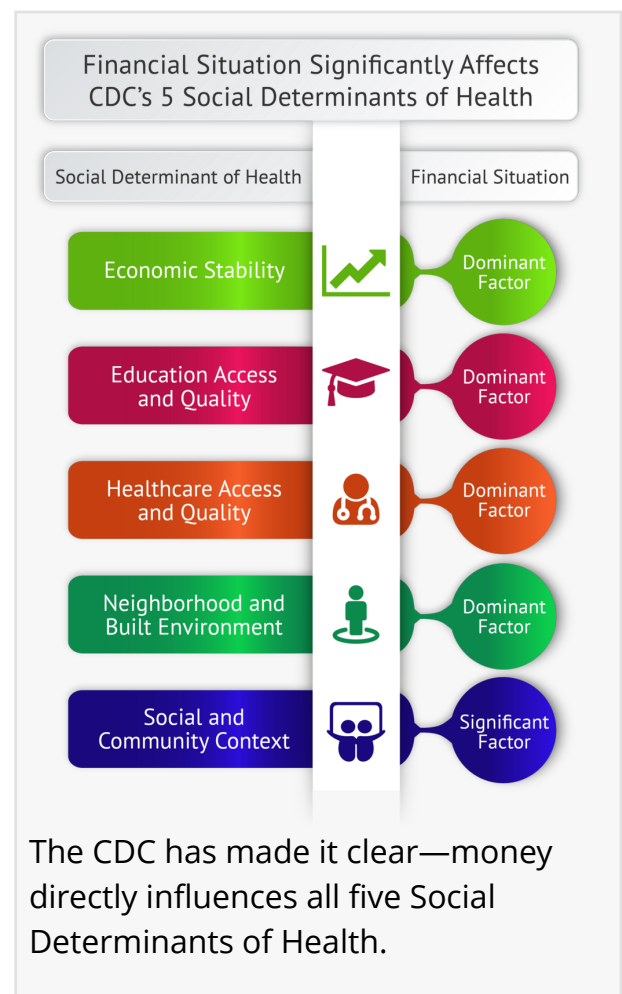 Financial Situation Significantly Affects
CDC's 5 Social Determinants of Health
Social Determinant of Health
Financial Situation
Economic Stability
Dominant
Factor
Education Access
and Quality
Dominant
Factor
Healthcare Access
and Quality
Dominant
Factor
Neighborhood and
Built Environment
Dominant
Factor
Social and
Community Context
Significant
Factor
The CDC has made it clear—money
directly influences all five Social
Determinants of Health.